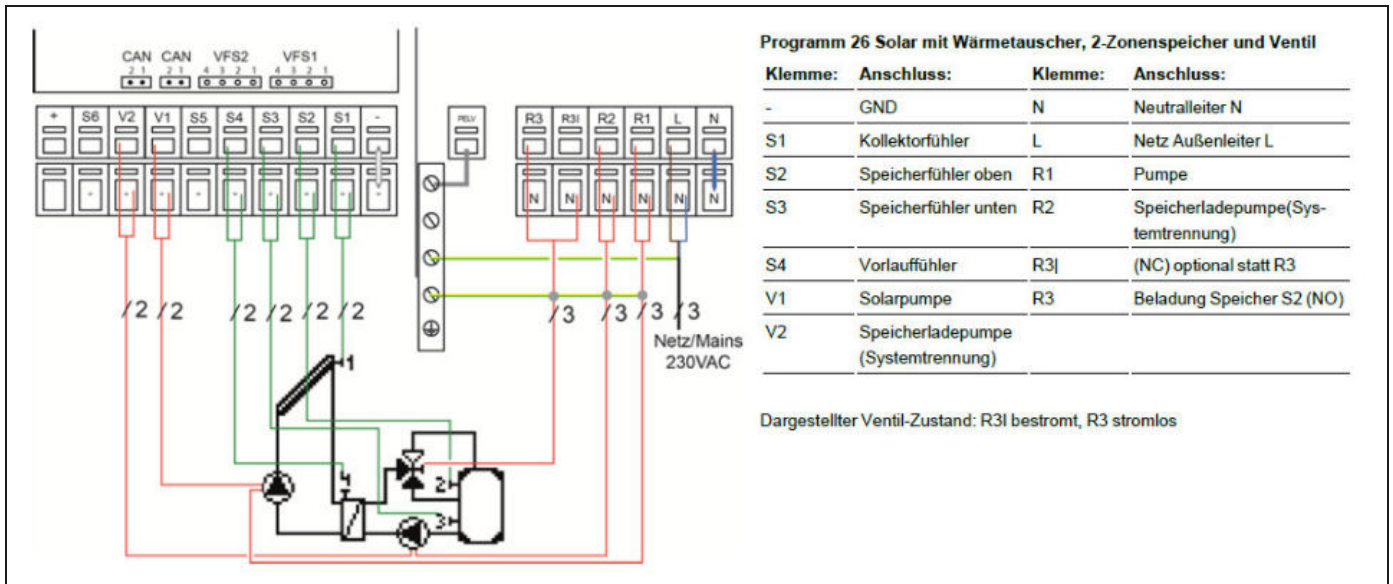 CAN CAN VFS2 VFS1
2 1 2 1 4 3 2 1 4 3 2 1
+ S6 V2 V1 S5 S4 S3 S2 S1 -
- - - - - - - -
PELV
R3 R3I R2 R1 L N
N N N N N N
/2 /2 /2 /2 /2 /2
/3 /3 /3 /3
Netz/Mains
230VAC
1
4
2
3
Programm 26 Solar mit Wärmetauscher, 2-Zonenspeicher und Ventil
Klemme: Anschluss: Klemme: Anschluss:
- GND N Neutralleiter N
S1 Kollektorfühler L Netz Außenleiter L
S2 Speicherfühler oben R1 Pumpe
S3 Speicherfühler unten R2 Speicherladepumpe(Sys-
temtrennung)
S4 Vorlauffühler R3| (NC) optional statt R3
V1 Solarpumpe R3 Beladung Speicher S2 (NO)
V2 Speicherladepumpe
(Systemtrennung)
Dargestellter Ventil-Zustand: R3I bestromt, R3 stromlos